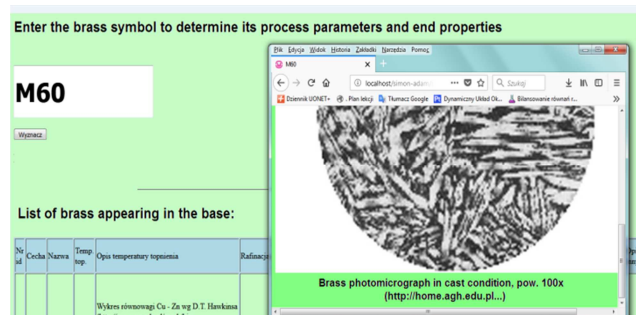 Enter the brass symbol to determine its process parameters and end properties
M60
Wyznacz
List of brass appearing in the base:
Nr id
Cecha
Nazwa
Temp. top.
Opis temperatury topnienia
Rafinacja
Wykres równowagi Cu - Zn wg D.T. Hawkinsa
Plik Edycja Widok Historia Zakładki Narzędzia Pomoc
M60
localhost/simon-adam
Szukaj
Dziennik UONET+
Plan lekcji
Tłumacz Google
Dynamiczny Układ Ok...
Bilansowanie równań r...
Brass photomicrograph in cast condition, pow. 100x
(http://home.agh.edu.pl...)